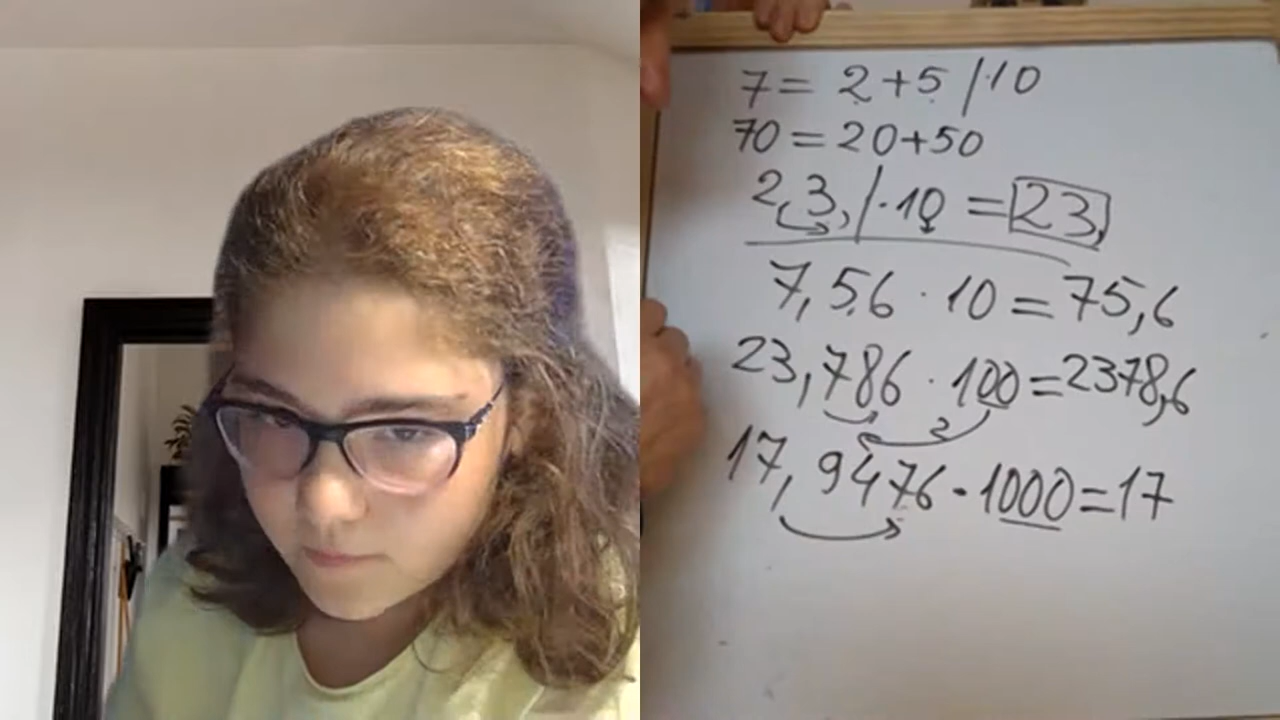 7 = 2 + 5 /·10
70 = 20 + 50
2,3, /·10 = 23,
7,56 · 10 = 75,6
23,786 · 100 = 2378,6
2
17,9476 · 1000 = 17